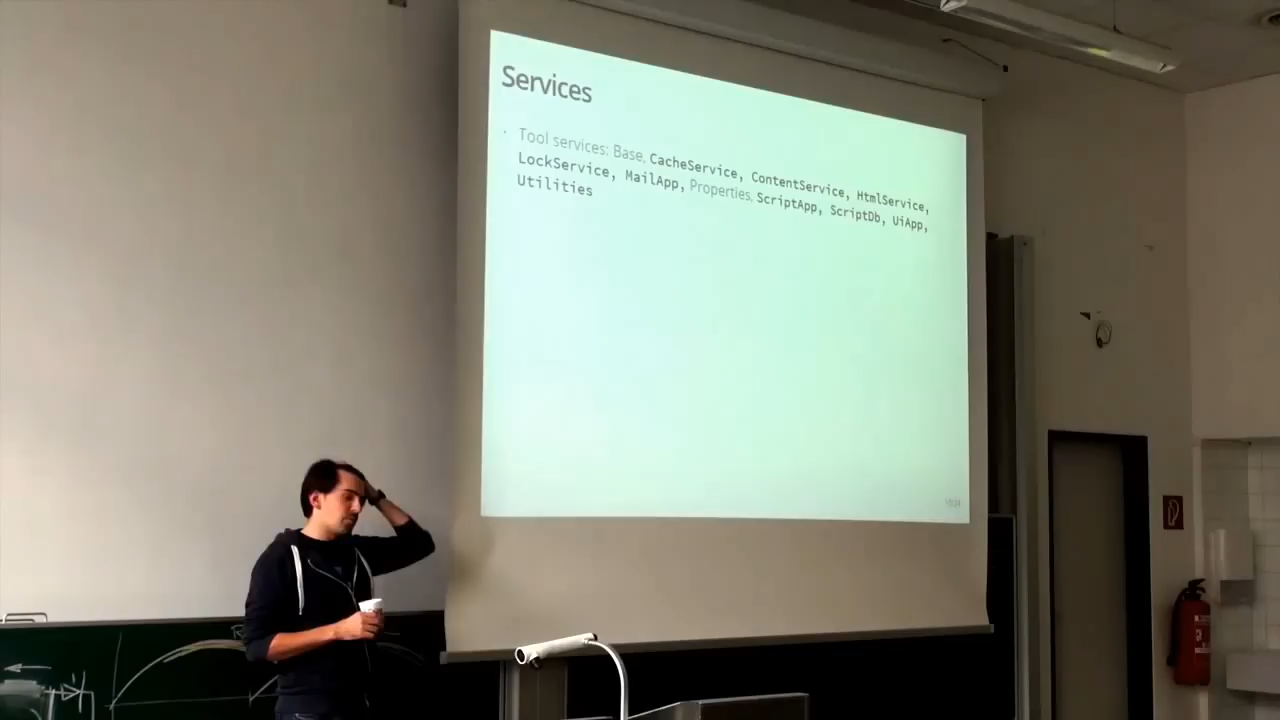 Services
Tool services: Base, CacheService, ContentService, HtmlService,
LockService, MailApp, Properties, ScriptApp, ScriptDb, UiApp,
Utilities